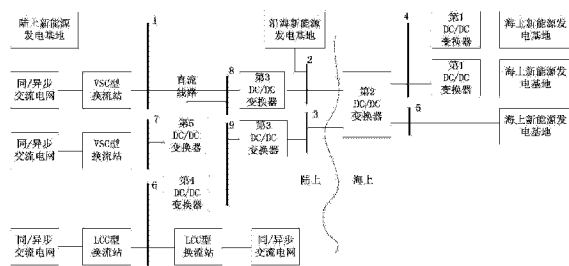 陆上新能源
发电基地
1
沿海新能源
发电基地
4
第1
DC/DC
变换器
海上新能源
发电基地
同/异步
交流电网
VSC型
换流站
直流
线路
8
第3
DC/DC
变换器
2
第2
DC/DC
变换器
第1
DC/DC
变换器
海上新能源
发电基地
7
同/异步
交流电网
VSC型
换流站
第5
DC/DC
变换器
9
第3
DC/DC
变换器
3
5
海上新能源
发电基地
6
第4
DC/DC
变换器
陆上
海上
同/异步
交流电网
LCC型
换流站
LCC型
换流站
同/异步
交流电网